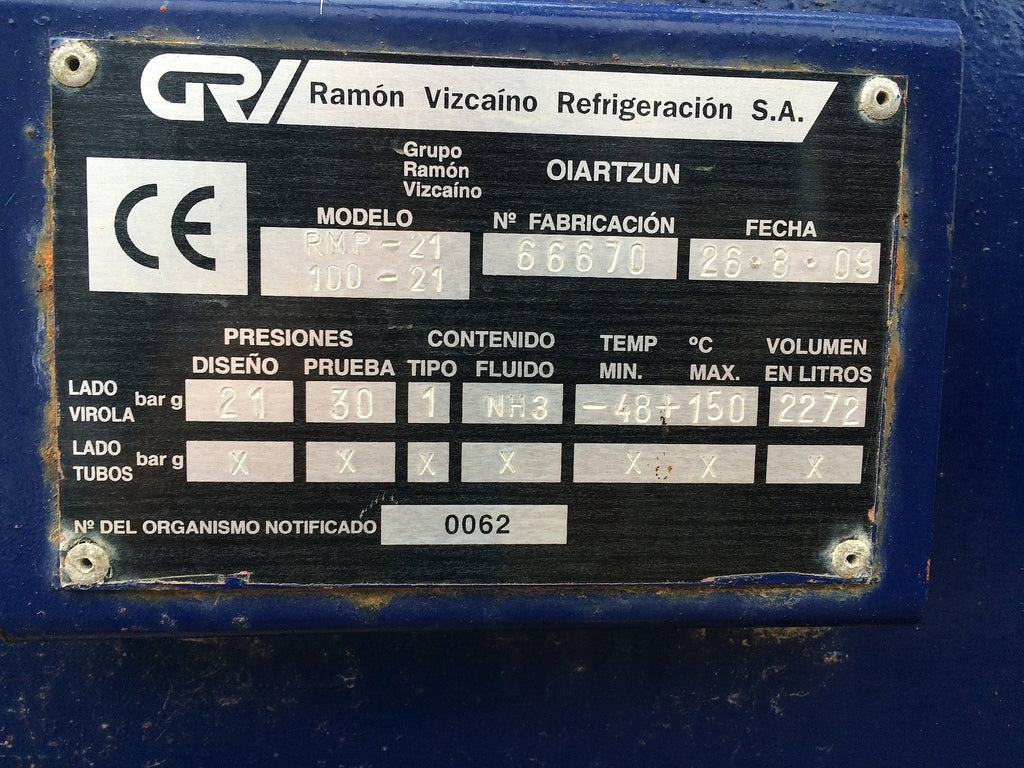 GRV Ramón Vizcaíno Refrigeración S.A.
Grupo
Ramón
Vizcaíno
OIARTZUN
CE
MODELO Nº FABRICACIÓN FECHA
RMP-21
100-21
66670 26·8·09
PRESIONES CONTENIDO TEMP ºC VOLUMEN
DISEÑO PRUEBA TIPO FLUIDO MIN. MAX. EN LITROS
LADO
VIROLA bar g 21 30 1 NH3 -48 +150 2272
LADO
TUBOS bar g X X X X X X X
Nº DEL ORGANISMO NOTIFICADO 0062